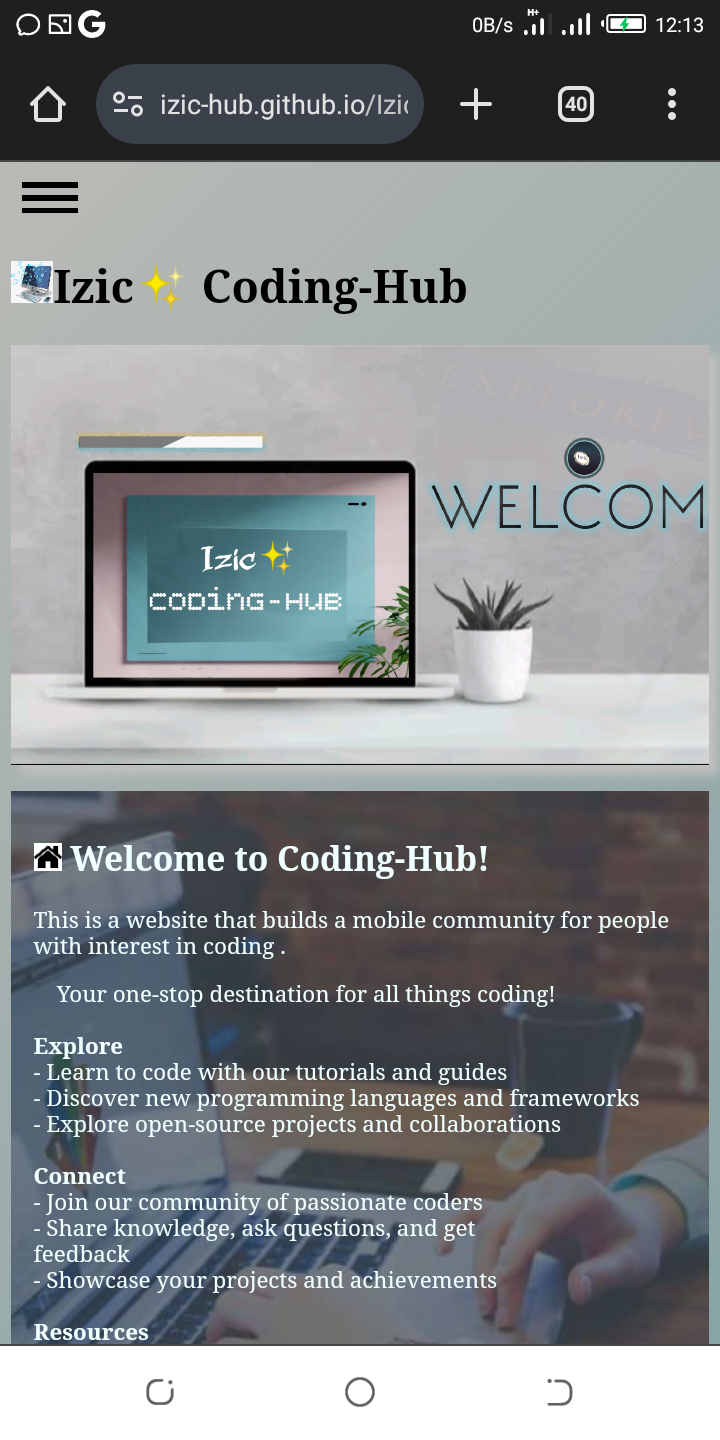 0B/s H+ 12:13
izic-hub.github.io/Izic
40
Izic✨ Coding-Hub
EXPLORE
WELCOM
Izic✨
CODING-HUB
Welcome to Coding-Hub!
This is a website that builds a mobile community for people
with interest in coding .
Your one-stop destination for all things coding!
Explore
- Learn to code with our tutorials and guides
- Discover new programming languages and frameworks
- Explore open-source projects and collaborations
Connect
- Join our community of passionate coders
- Share knowledge, ask questions, and get
feedback
- Showcase your projects and achievements
Resources